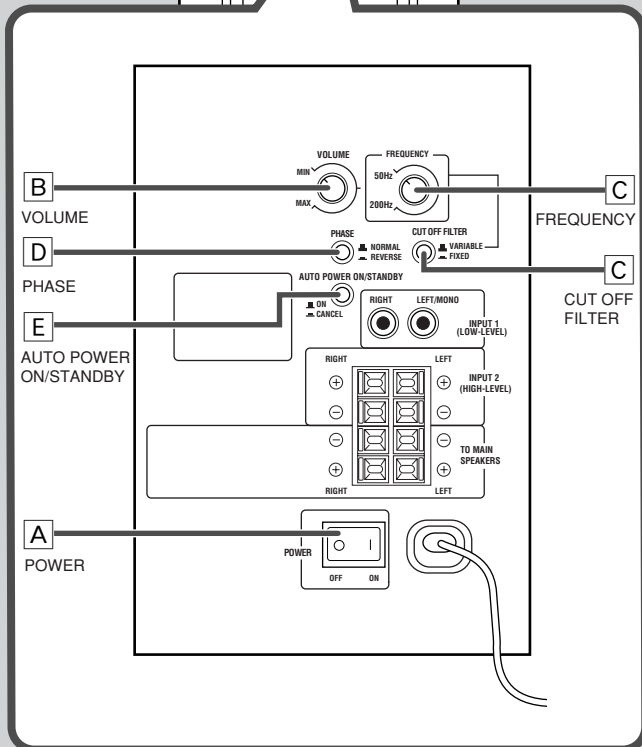 VOLUME
FREQUENCY
MIN
MAX
50Hz
200Hz
B
VOLUME
C
FREQUENCY
PHASE
NORMAL
REVERSE
CUT OFF FILTER
VARIABLE
FIXED
D
PHASE
C
CUT OFF
FILTER
AUTO POWER ON/STANDBY
ON
CANCEL
E
AUTO POWER
ON/STANDBY
RIGHT
LEFT/MONO
INPUT 1
(LOW-LEVEL)
RIGHT
LEFT
+
+
INPUT 2
(HIGH-LEVEL)
−
−
−
−
TO MAIN
SPEAKERS
+
+
RIGHT
LEFT
A
POWER
POWER
OFF
ON